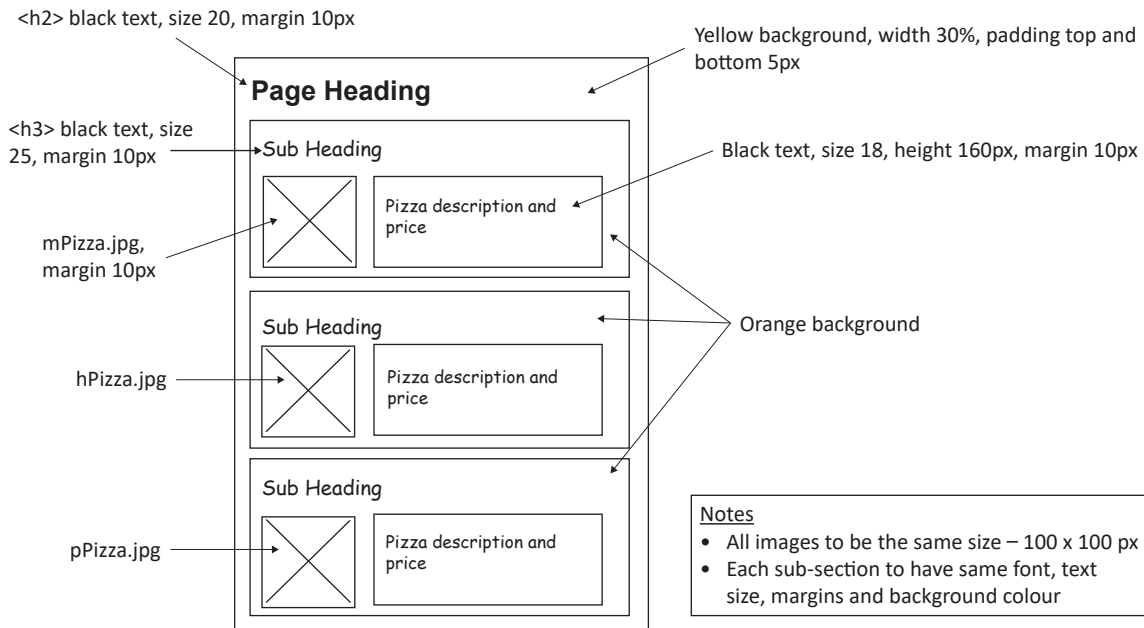 <h2> black text, size 20, margin 10px
Yellow background, width 30%, padding top and
bottom 5px
Page Heading
<h3> black text, size
25, margin 10px
Sub Heading
Black text, size 18, height 160px, margin 10px
Pizza description and
price
mPizza.jpg,
margin 10px
Orange background
Sub Heading
hPizza.jpg
Pizza description and
price
Sub Heading
pPizza.jpg
Pizza description and
price
Notes
• All images to be the same size – 100 x 100 px
• Each sub-section to have same font, text
size, margins and background colour